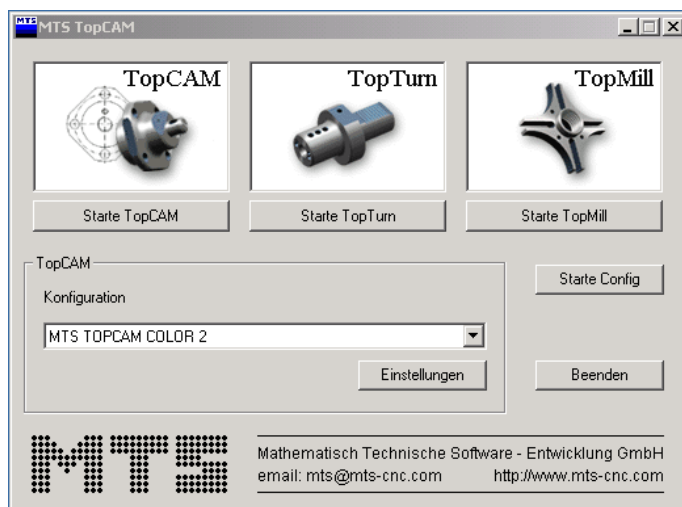 MTS MTS TopCAM
TopCAM
TopTurn
TopMill
Starte TopCAM
Starte TopTurn
Starte TopMill
TopCAM
Konfiguration
MTS TOPCAM COLOR 2
Einstellungen
Starte Config
Beenden
MTS
Mathematisch Technische Software - Entwicklung GmbH
email: mts@mts-cnc.com http://www.mts-cnc.com